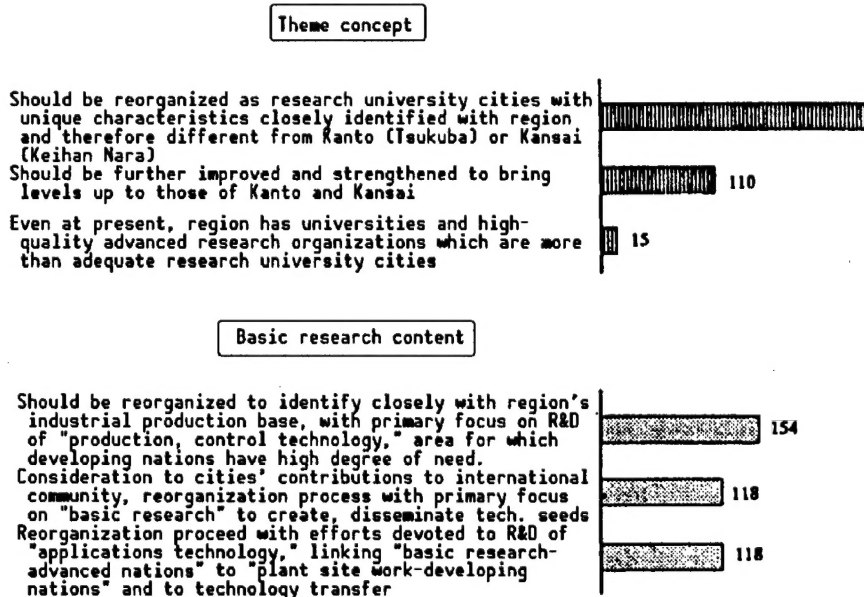 Theme concept
Should be reorganized as research university cities with
unique characteristics closely identified with region
and therefore different from Kanto (Tsukuba) or Kansai
(Keihan Nara)
Should be further improved and strengthened to bring
levels up to those of Kanto and Kansai
110
Even at present, region has universities and high-
quality advanced research organizations which are more
than adequate research university cities
15
Basic research content
Should be reorganized to identify closely with region's
industrial production base, with primary focus on R&D
of "production, control technology," area for which
developing nations have high degree of need.
154
Consideration to cities' contributions to international
community, reorganization process with primary focus
on "basic research" to create, disseminate tech. seeds
118
Reorganization proceed with efforts devoted to R&D of
"applications technology," linking "basic research-
advanced nations" to "plant site work-developing
nations" and to technology transfer
118